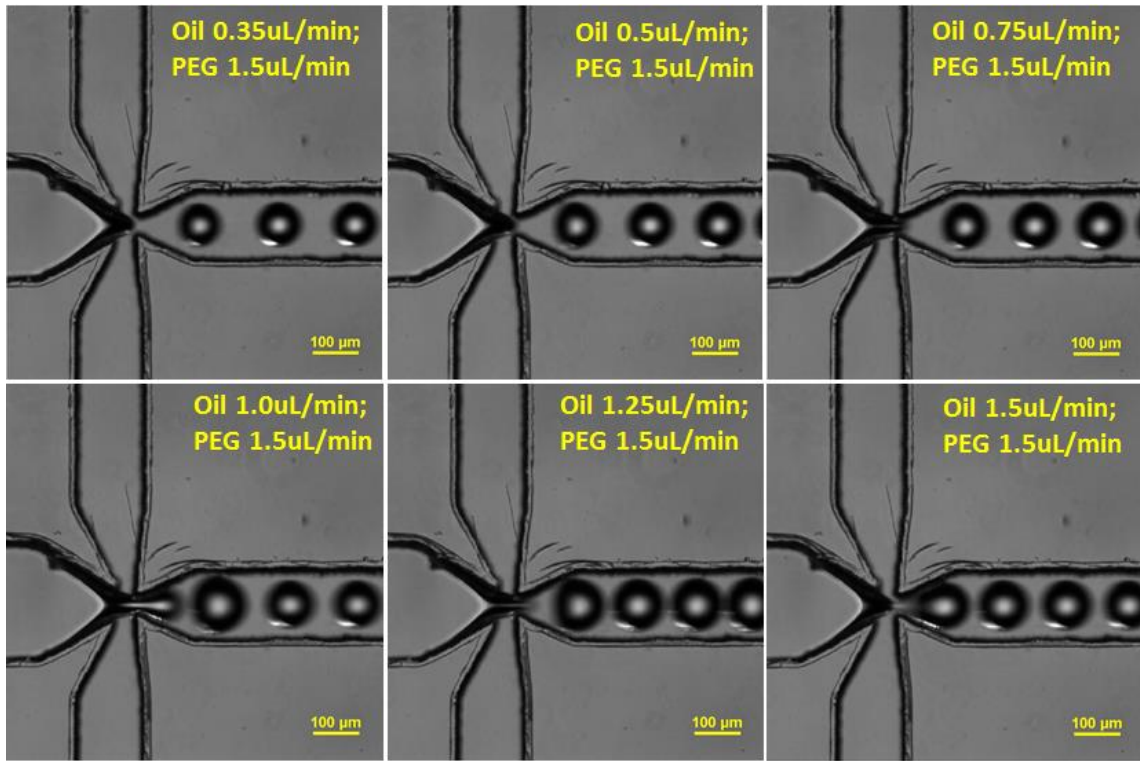 Oil 0.35uL/min;
PEG 1.5uL/min
100 µm
Oil 0.5uL/min;
PEG 1.5uL/min
100 µm
Oil 0.75uL/min;
PEG 1.5uL/min
100 µm
Oil 1.0uL/min;
PEG 1.5uL/min
100 µm
Oil 1.25uL/min;
PEG 1.5uL/min
100 µm
Oil 1.5uL/min;
PEG 1.5uL/min
100 µm